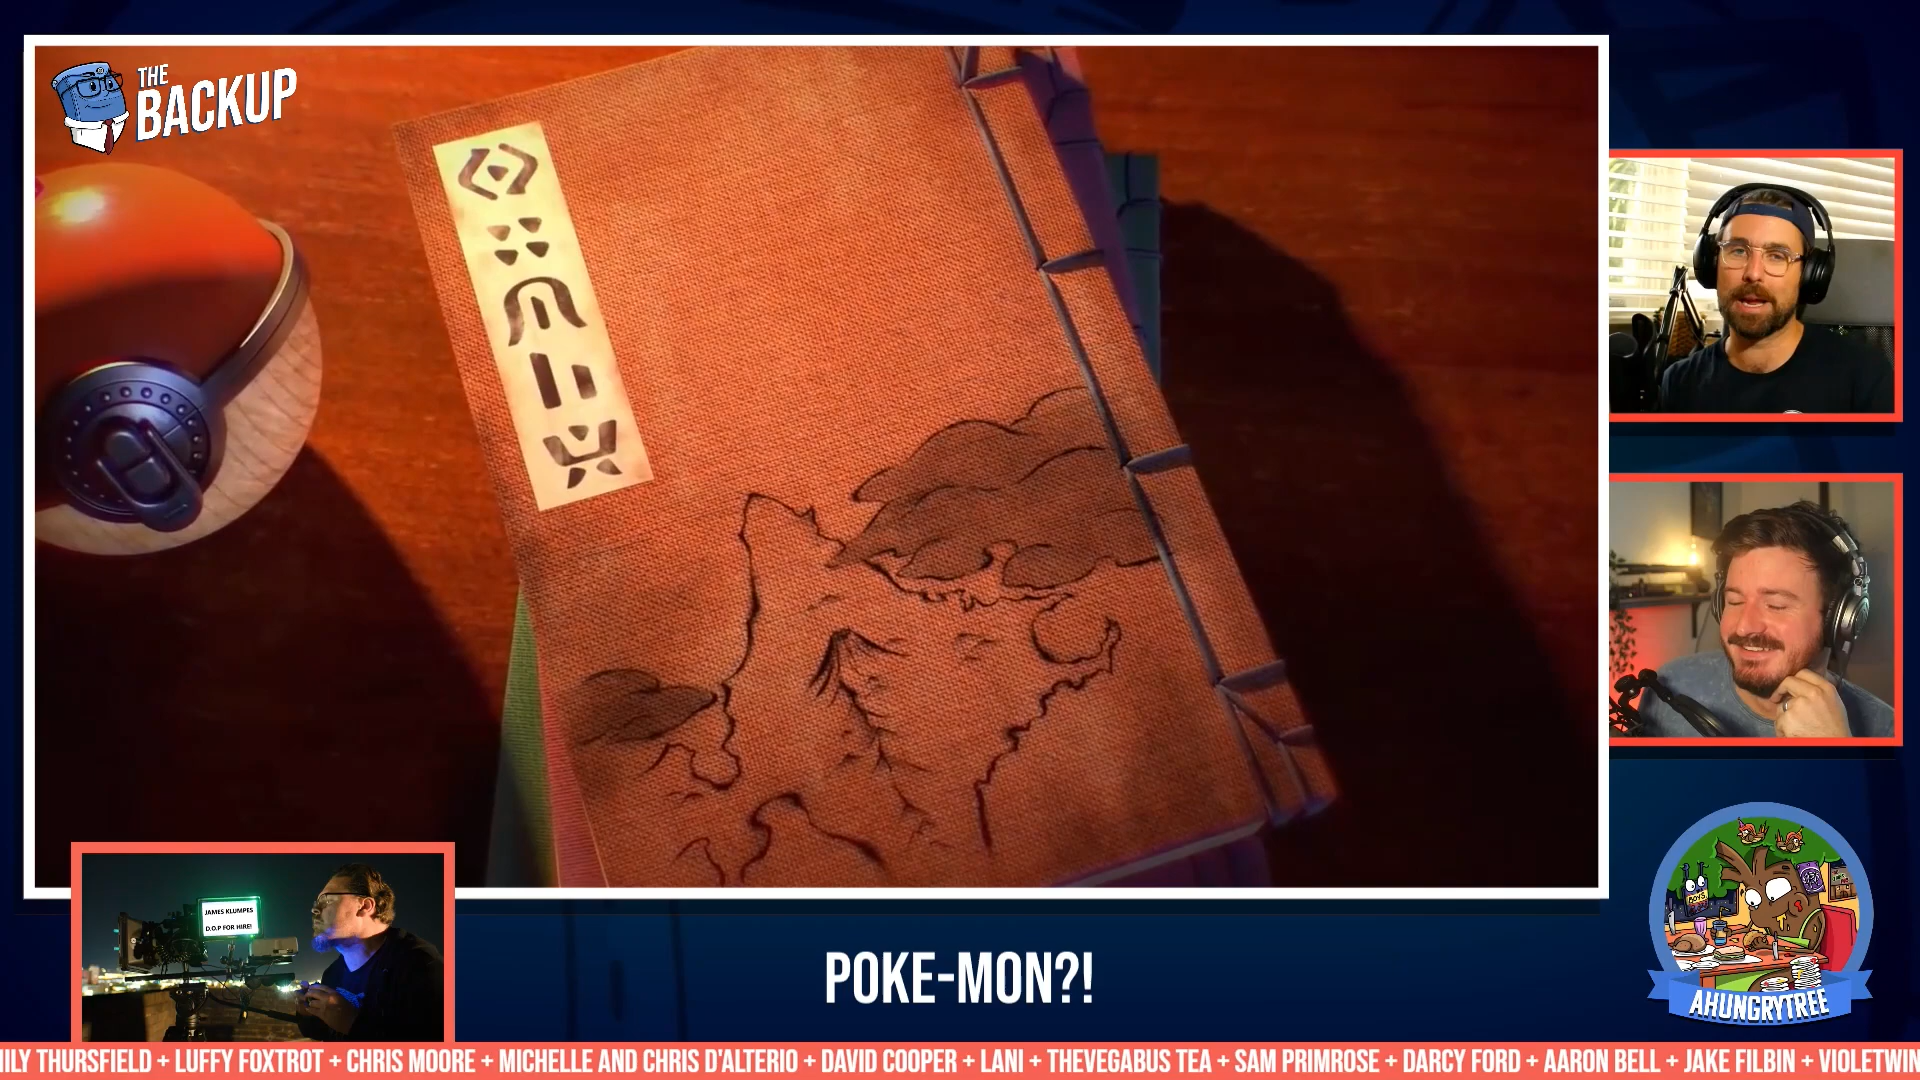 THE
BACKUP
JAMES KLUMPES
D.O.P FOR HIRE!
POKE-MON?!
BOYS
AHUNGRYTREE
ILY THURSFIELD + LUFFY FOXTROT + CHRIS MOORE + MICHELLE AND CHRIS D'ALTERIO + DAVID COOPER + LANI + THEVEGABUS TEA + SAM PRIMROSE + DARCY FORD + AARON BELL + JAKE FILBIN + VIOLETWIN